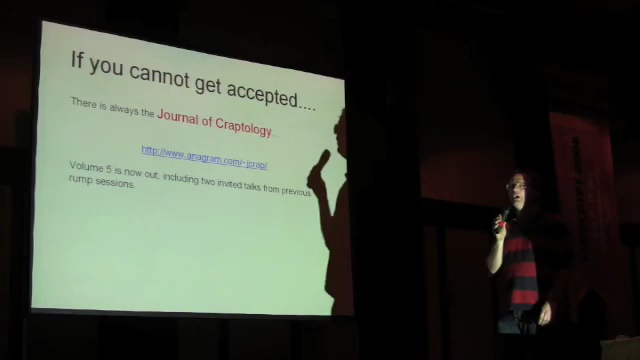 If you cannot get accepted....
There is always the Journal of Craptology.
http://www.anagram.com/~jcrap/
Volume 5 is now out, including two invited talks from previous
rump sessions.